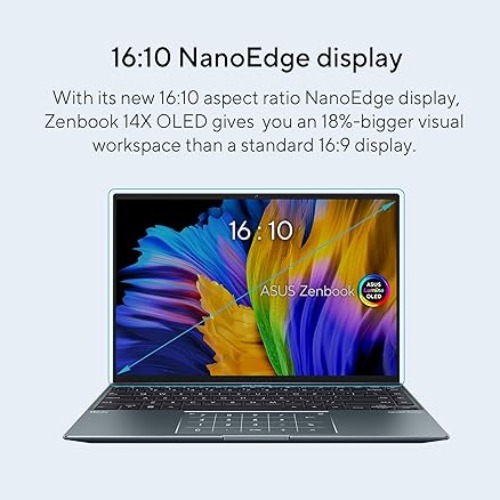 16:10 NanoEdge display
With its new 16:10 aspect ratio NanoEdge display,
Zenbook 14X OLED gives you an 18%-bigger visual
workspace than a standard 16:9 display.
16 : 10
ASUS Zenbook
ASUS
Lumina
OLED